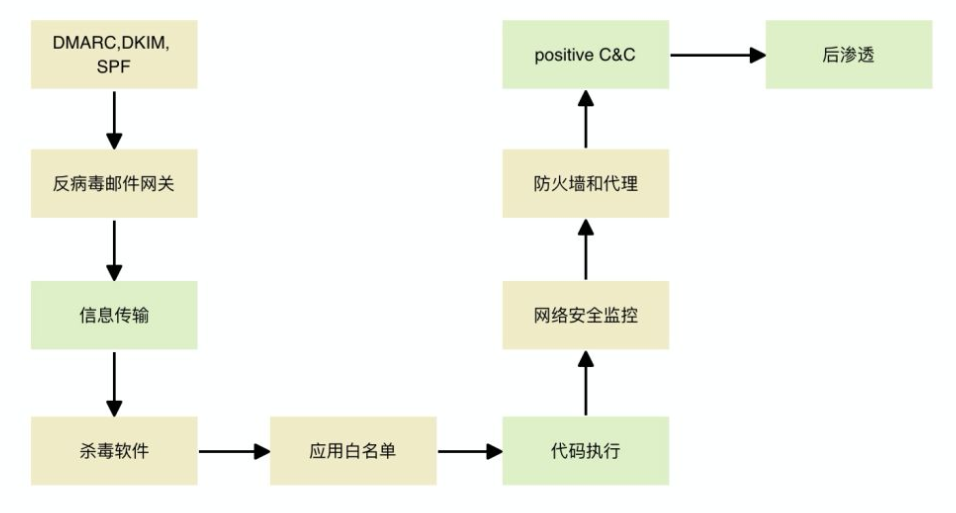 DMARC,DKIM,
SPF
反病毒邮件网关
信息传输
杀毒软件
应用白名单
代码执行
网络安全监控
防火墙和代理
positive C&C
后渗透